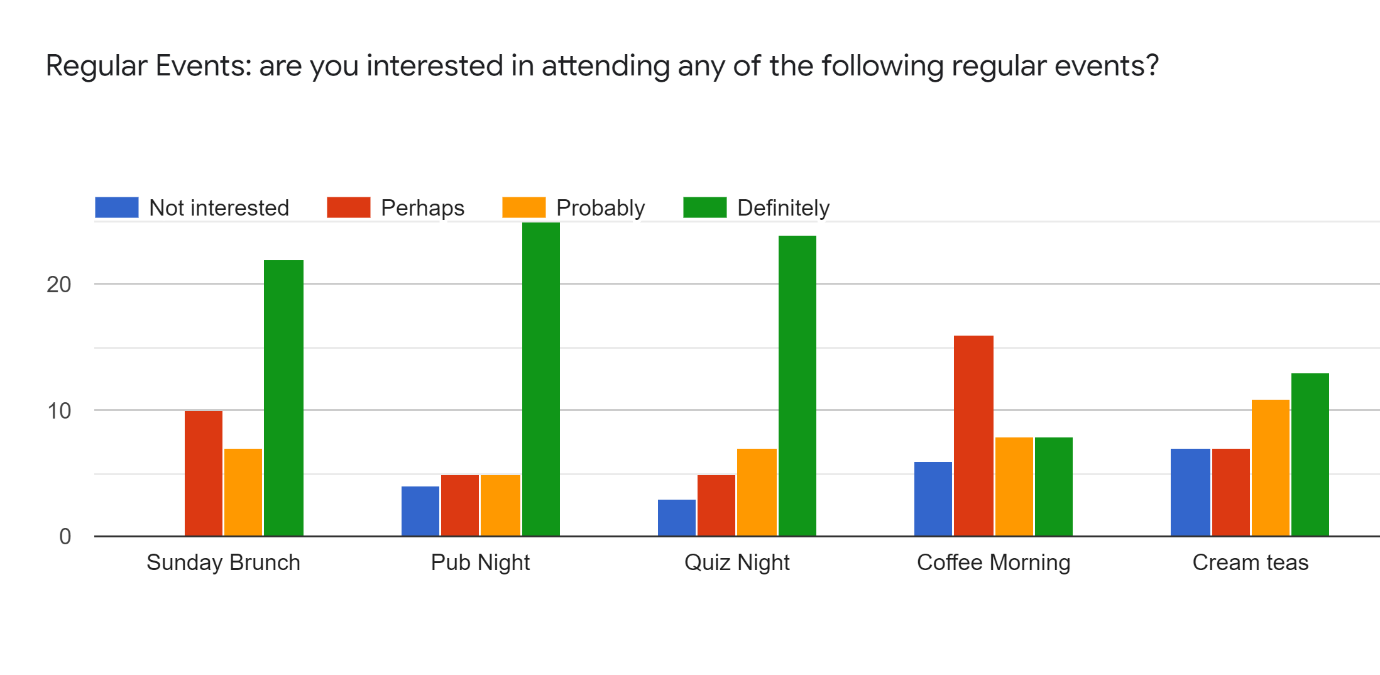 Regular Events: are you interested in attending any of the following regular events?
Not interested Perhaps Probably Definitely
20
10
0
Sunday Brunch Pub Night Quiz Night Coffee Morning Cream teas